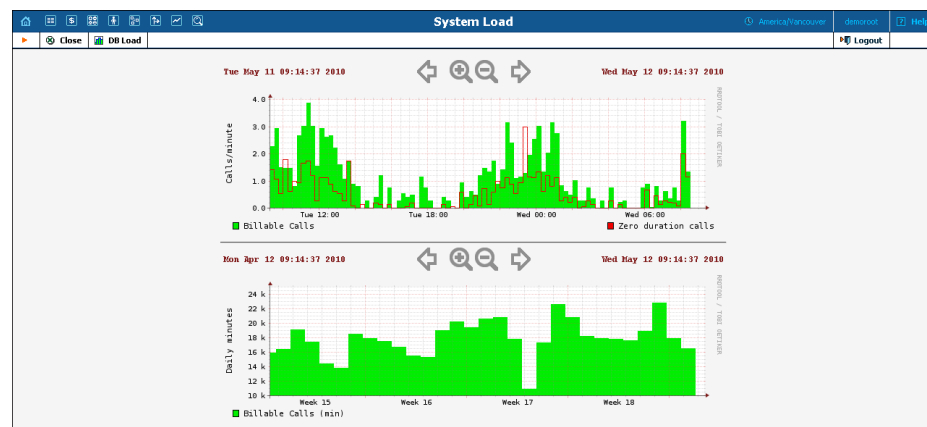 System Load
America/Vancouver
demoroot
Help
Close
DB Load
Logout
Tue May 11 09:14:37 2010
Wed May 12 09:14:37 2010
4.0
3.0
2.0
1.0
0.0
Calls/minute
Tue 12:00
Tue 18:00
Wed 00:00
Wed 06:00
Billable Calls
Zero duration calls
RRDTOOL / TOBI OETIKER
Mon Apr 12 09:14:37 2010
Wed May 12 09:14:37 2010
24 k
22 k
20 k
18 k
16 k
14 k
12 k
10 k
Daily minutes
Week 15
Week 16
Week 17
Week 18
Billable Calls (min)
RRDTOOL / TOBI OETIKER